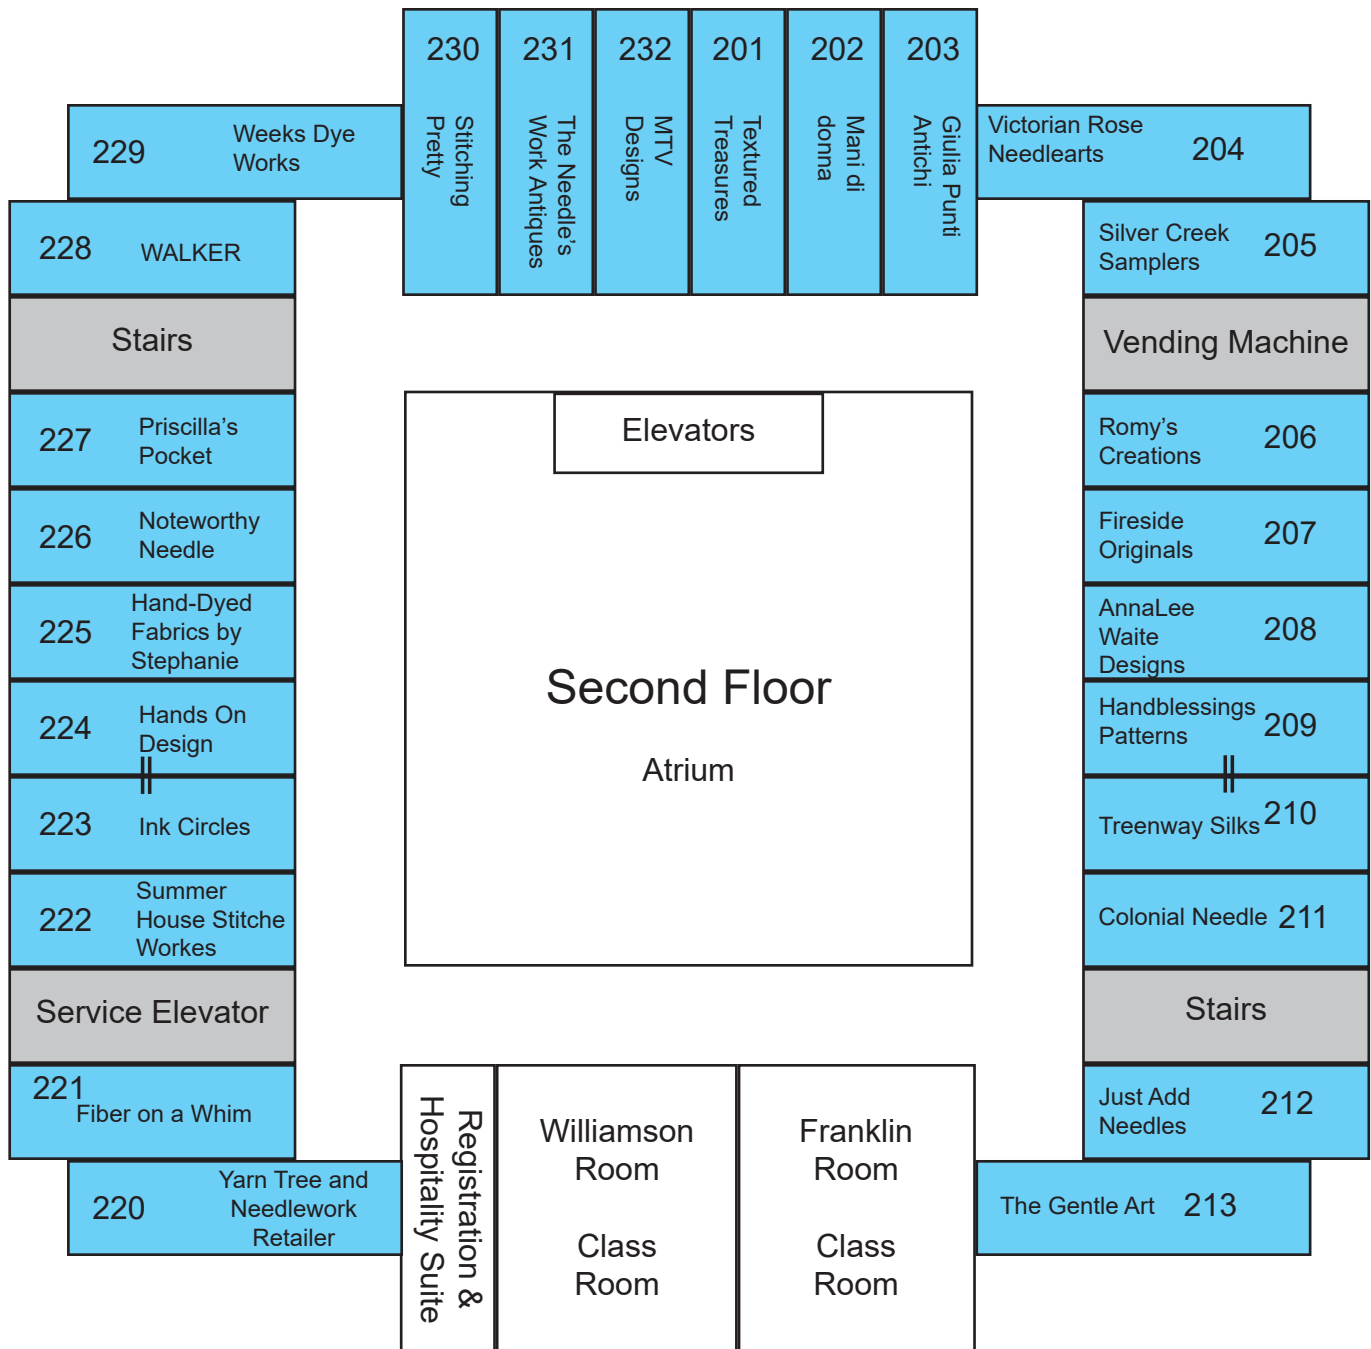 230
231
232
201
202
203
Stitching
Pretty
The Needle's
Work Antiques
MTV
Designs
Textured
Treasures
Mani di
donna
Giulia Punti
Antichi
229
Weeks Dye
Works
Victorian Rose
Needlearts
204
228
WALKER
Silver Creek
Samplers
205
Stairs
Vending Machine
227
Priscilla's
Pocket
Elevators
Romy's
Creations
206
226
Noteworthy
Needle
Fireside
Originals
207
225
Hand-Dyed
Fabrics by
Stephanie
AnnaLee
Waite
Designs
208
Second Floor
Atrium
224
Hands On
Design
Handblessings
Patterns
209
223
Ink Circles
Treenway Silks
210
222
Summer
House Stitche
Workes
Colonial Needle
211
Service Elevator
Stairs
221
Fiber on a Whim
Just Add
Needles
212
220
Yarn Tree and
Needlework
Retailer
Registration &
Hospitality Suite
Williamson
Room
Class
Room
Franklin
Room
Class
Room
The Gentle Art
213